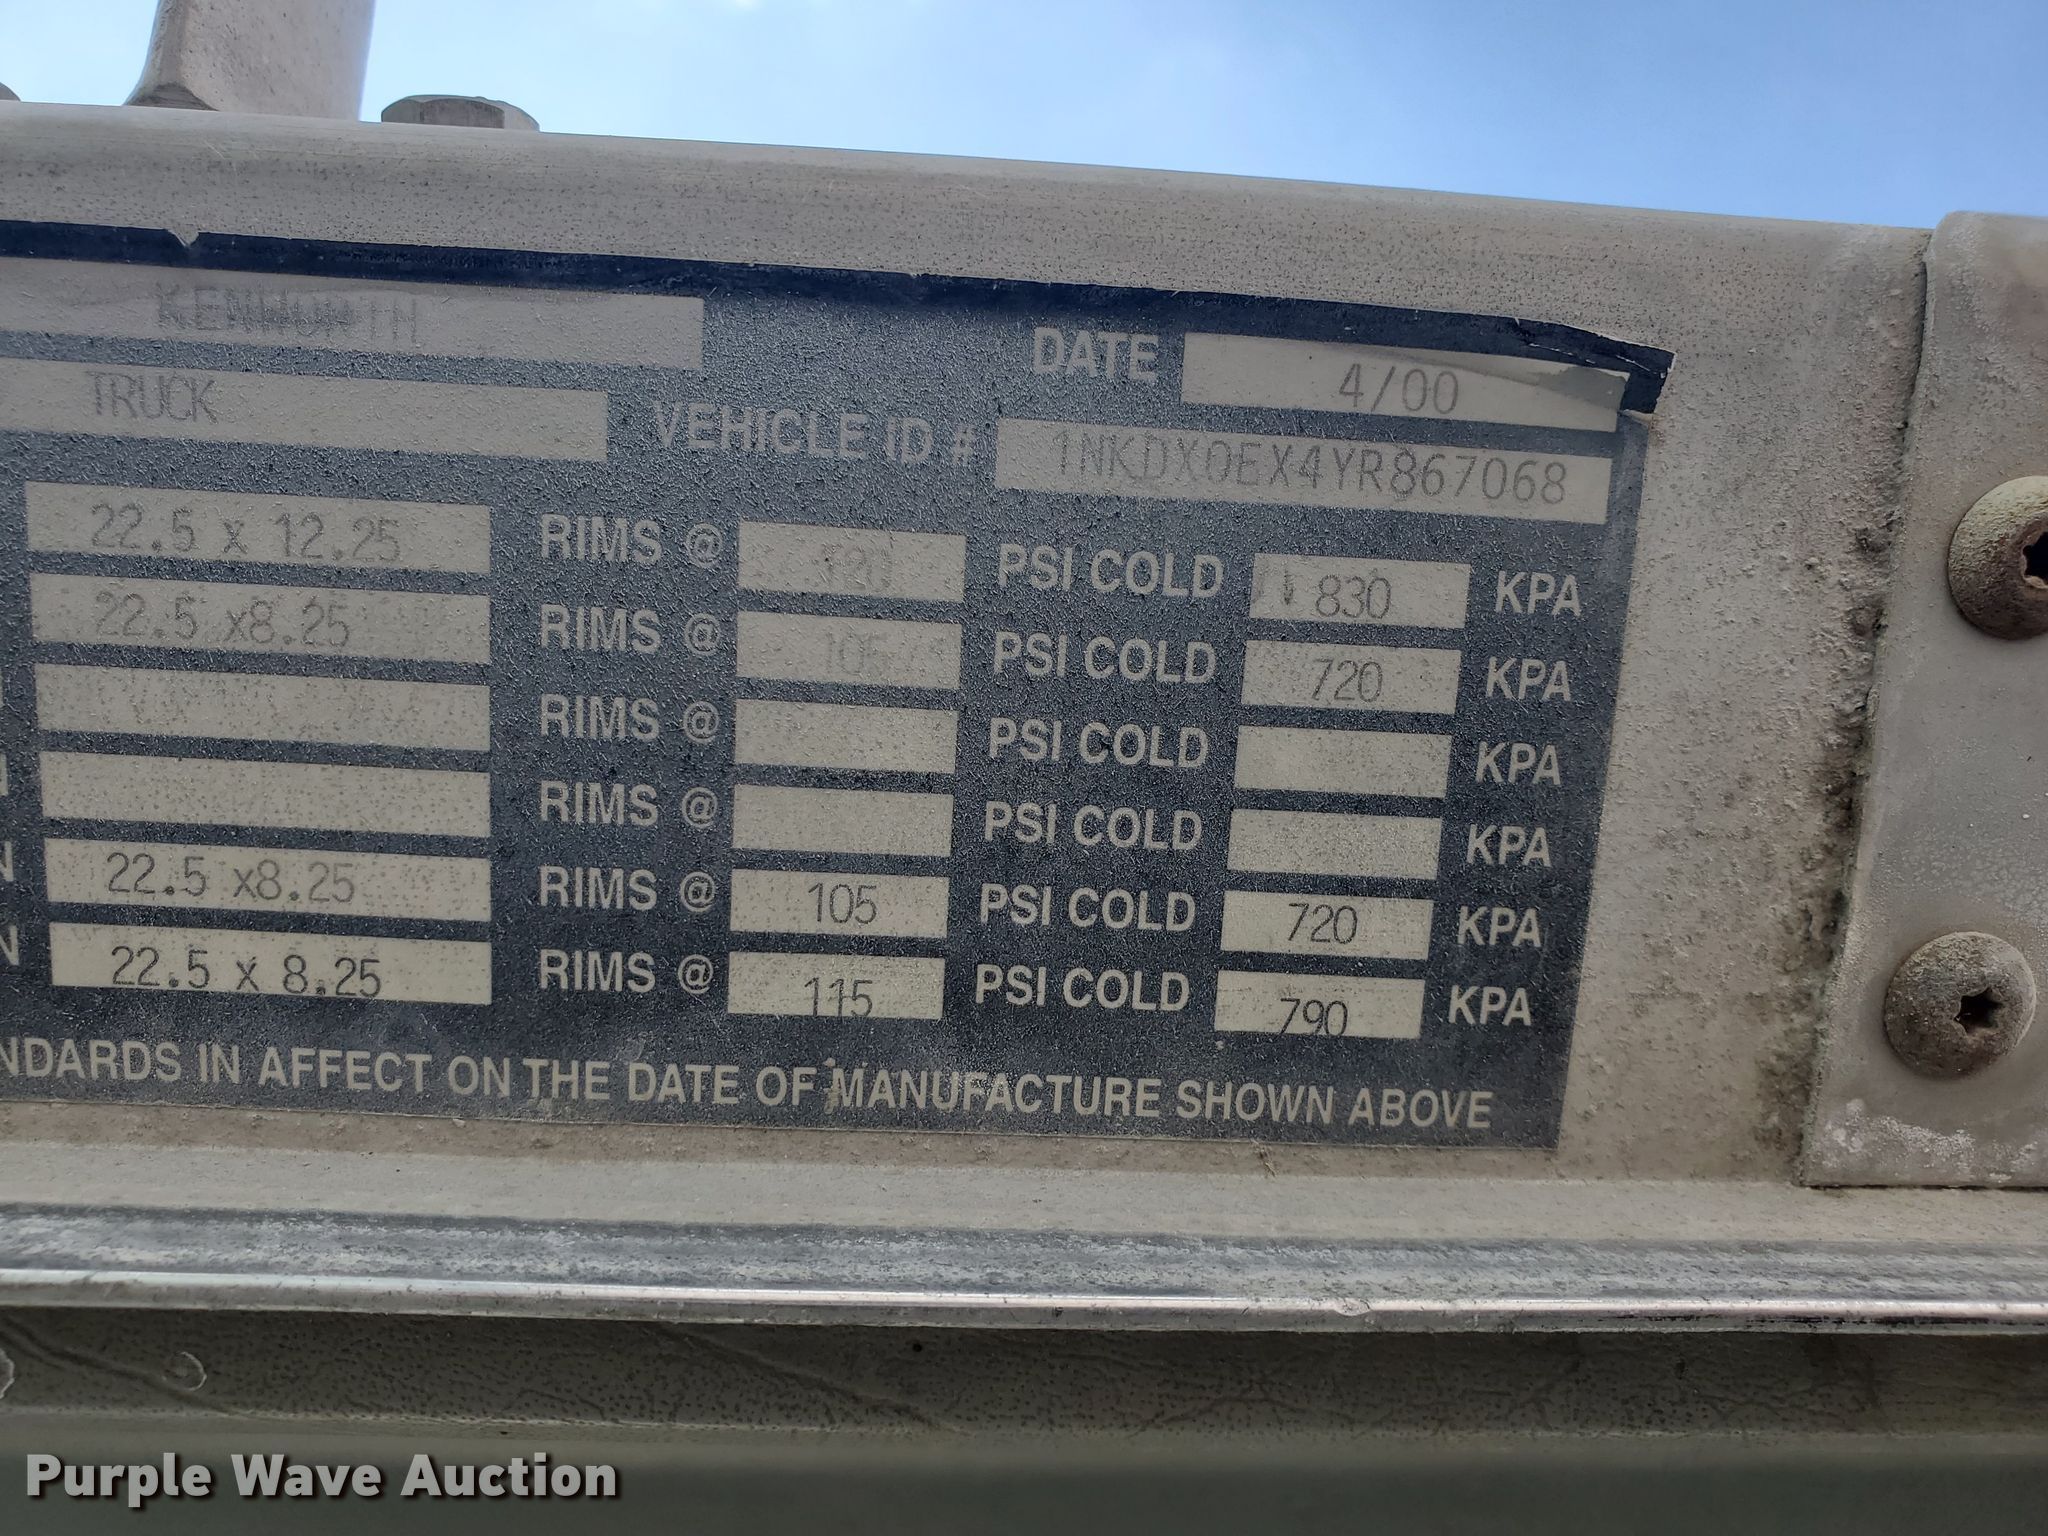 KENWORTH DATE 4/00
TRUCK VEHICLE ID # 1NKDX0EX4YR867068
22.5 x 12.25 RIMS @ 120 PSI COLD 830 KPA
22.5 x8.25 RIMS @ 105 PSI COLD 720 KPA
RIMS @ PSI COLD KPA
RIMS @ PSI COLD KPA
N 22.5 x8.25 RIMS @ 105 PSI COLD 720 KPA
N 22.5 x 8.25 RIMS @ 115 PSI COLD 790 KPA
NDARDS IN AFFECT ON THE DATE OF MANUFACTURE SHOWN ABOVE
Purple Wave Auction